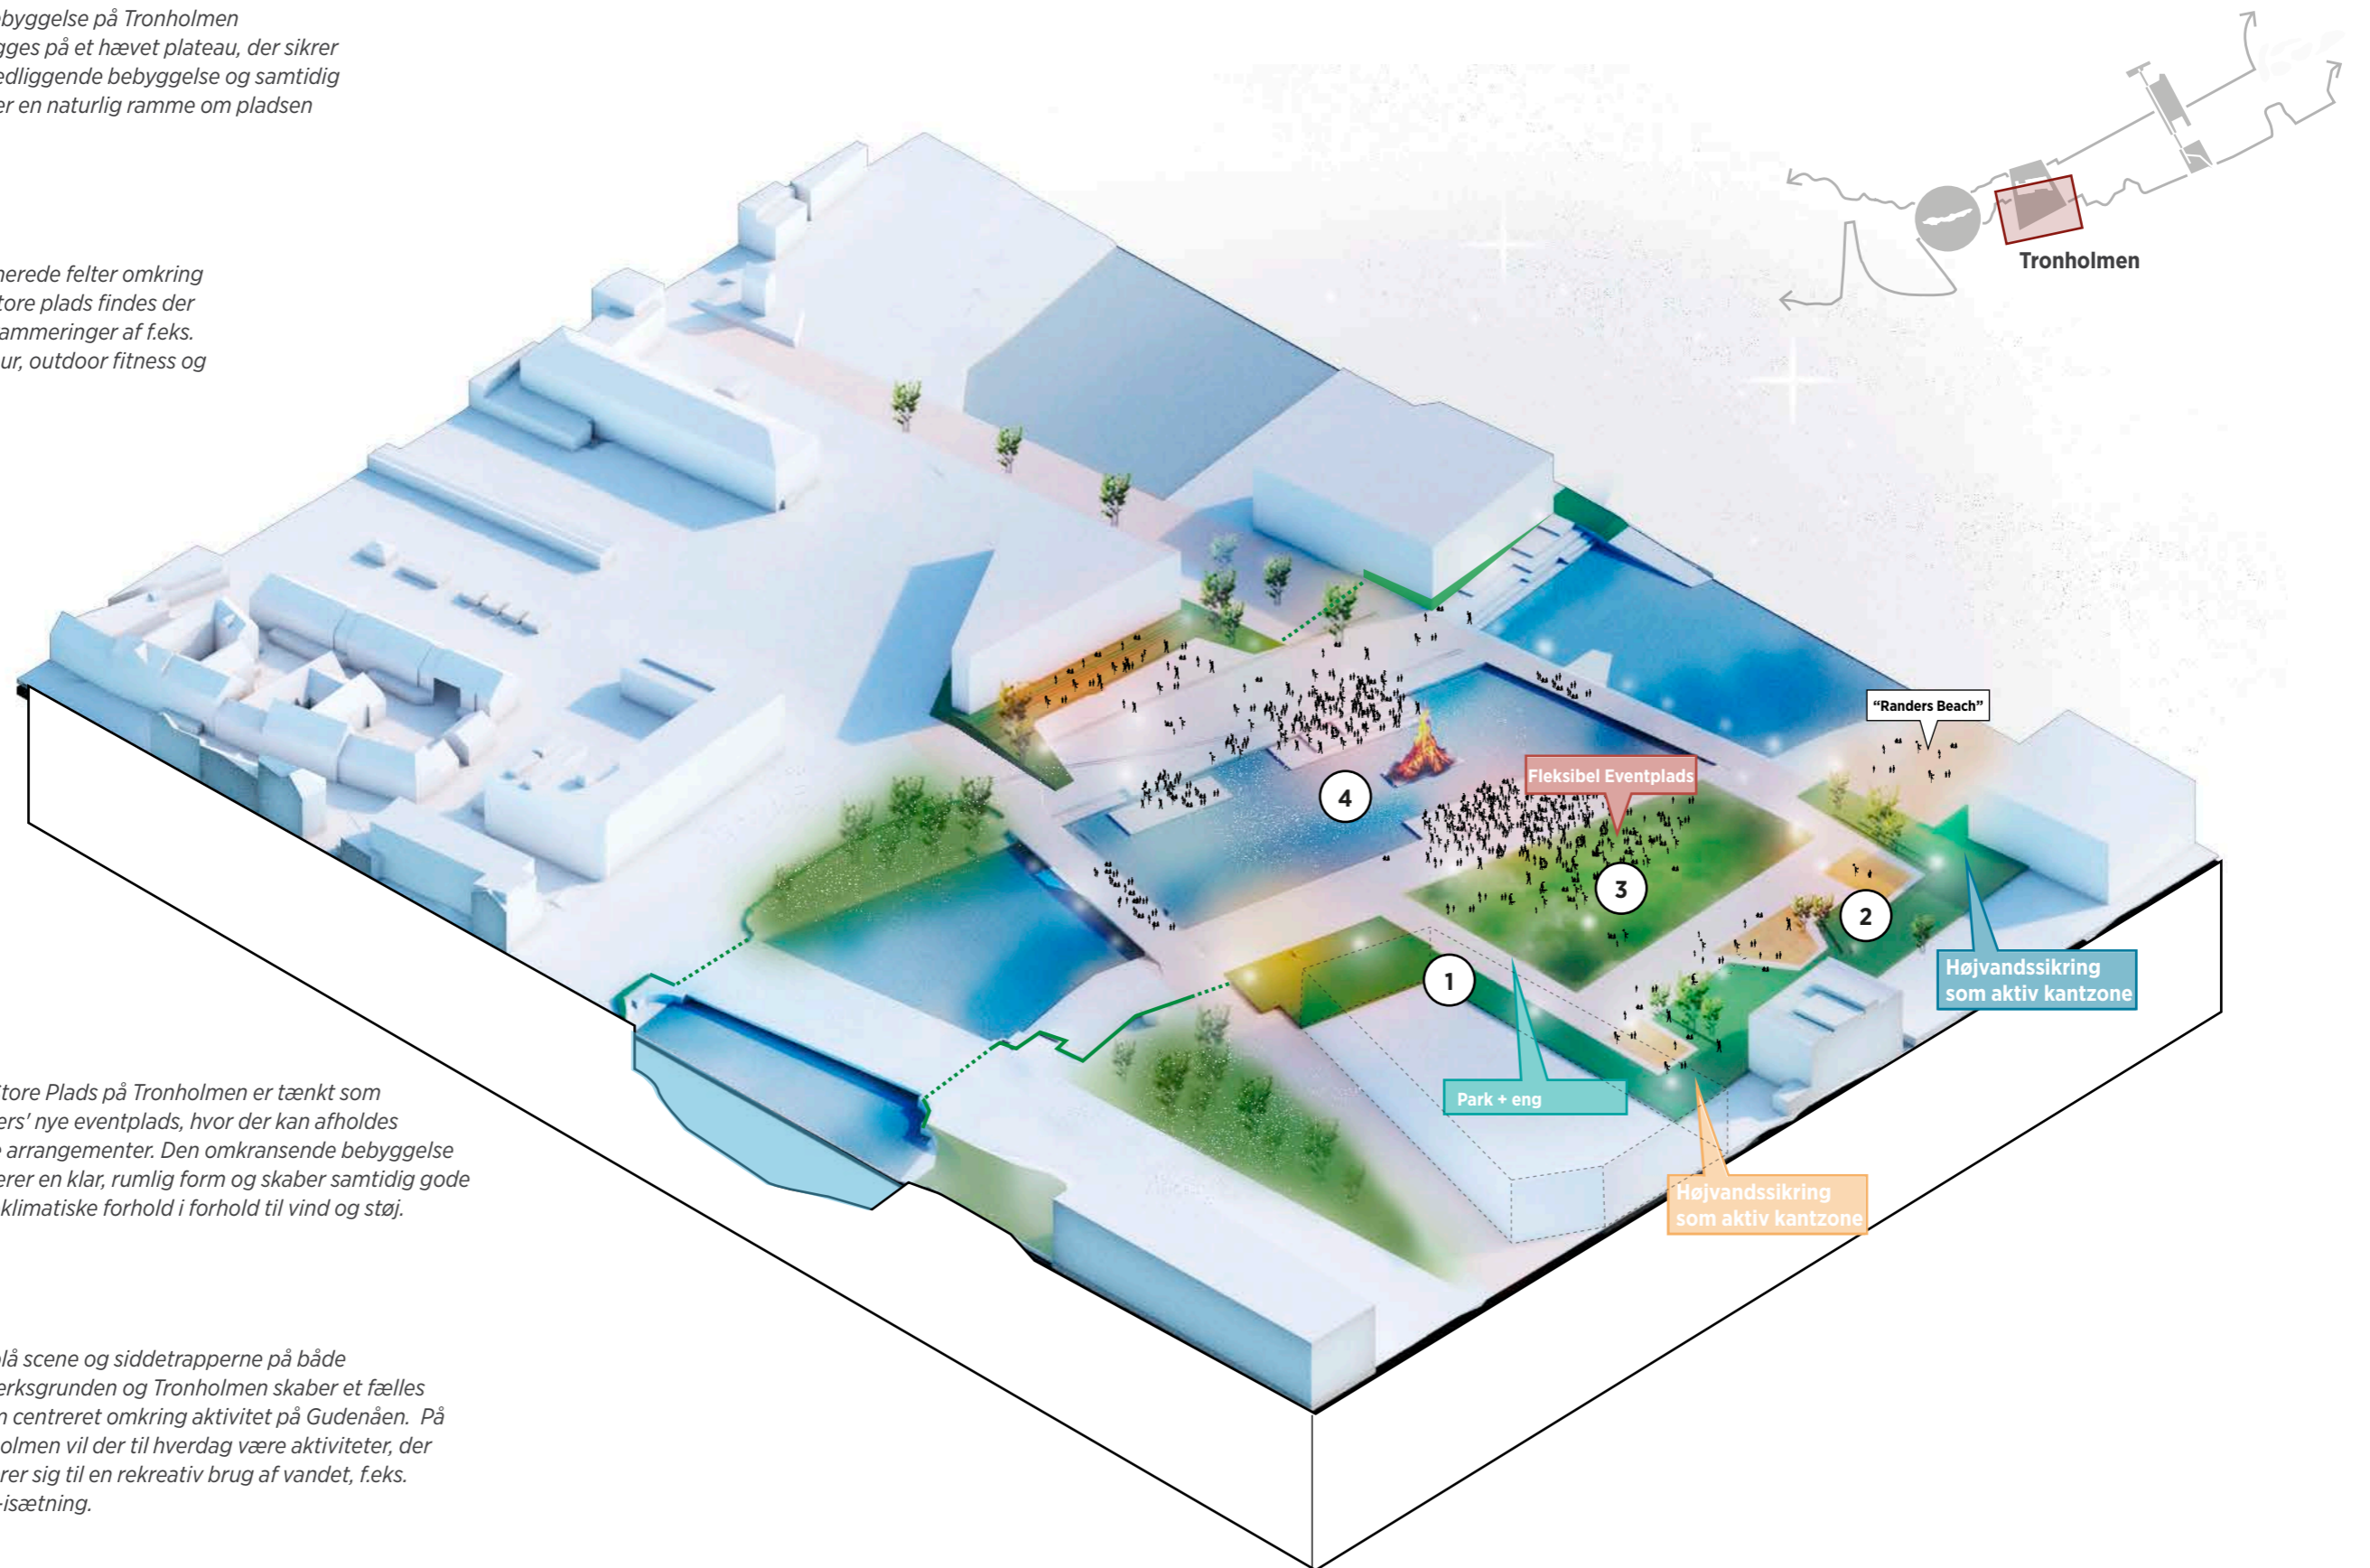 ebyggelse på Tronholmen
gges på et hævet plateau, der sikrer
edliggende bebyggelse og samtidig
er en naturlig ramme om pladsen
nerede felter omkring
tore plads findes der
ammeringer af f.eks.
ur, outdoor fitness og
Tronholmen
“Randers Beach”
Fleksibel Eventplads
4
3
2
1
Højvandssikring
som aktiv kantzone
Park + eng
Højvandssikring
som aktiv kantzone
Store Plads på Tronholmen er tænkt som
ers' nye eventplads, hvor der kan afholdes
e arrangementer. Den omkransende bebyggelse
erer en klar, rumlig form og skaber samtidig gode
klimatiske forhold i forhold til vind og støj.
lå scene og siddetrapperne på både
erksgrunden og Tronholmen skaber et fælles
n centreret omkring aktivitet på Gudenåen. På
olmen vil der til hverdag være aktiviteter, der
rer sig til en rekreativ brug af vandet, f.eks.
-isætning.